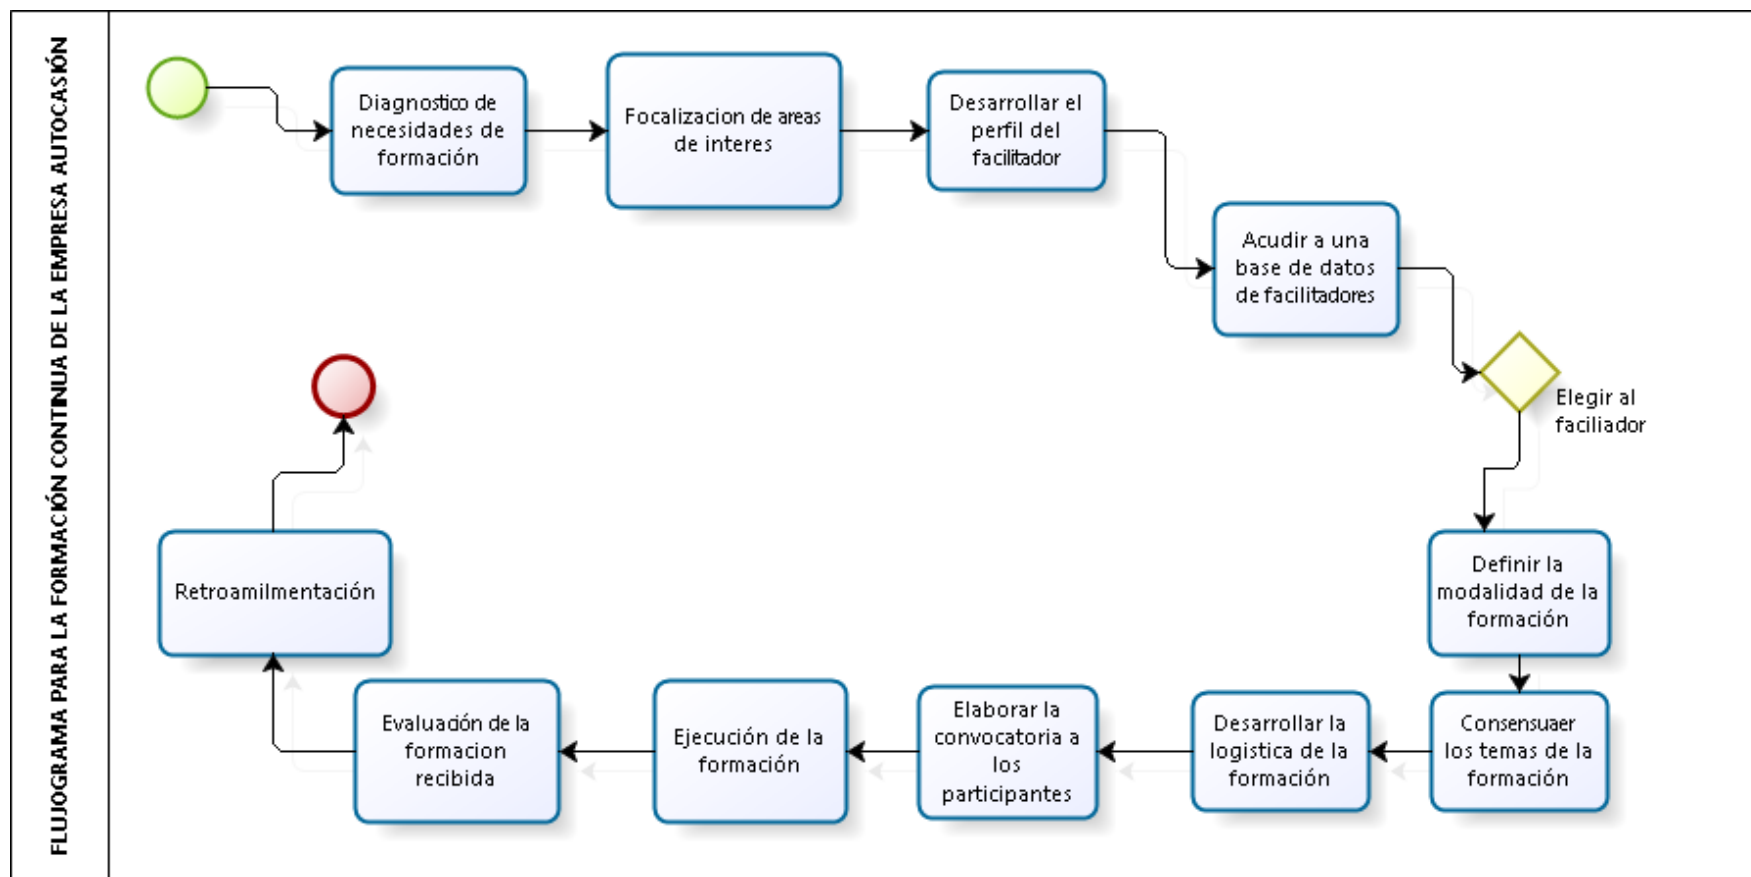 FLUJOGRAMA PARA LA FORMACIÓN CONTINUA DE LA EMPRESA AUTOCASIÓN
Diagnostico de
necesidades de
formación
Focalizacion de areas
de interes
Desarrollar el
perfil del
facilitador
Acudir a una
base de datos
de facilitadores
Elegir al
faciliador
Definir la
modalidad de la
formación
Consensuaer
los temas de la
formación
Desarrollar la
logistica de la
formación
Elaborar la
convocatoria a
los
participantes
Ejecución de la
formación
Evaluación de la
formacion
recibida
Retroamilmentación